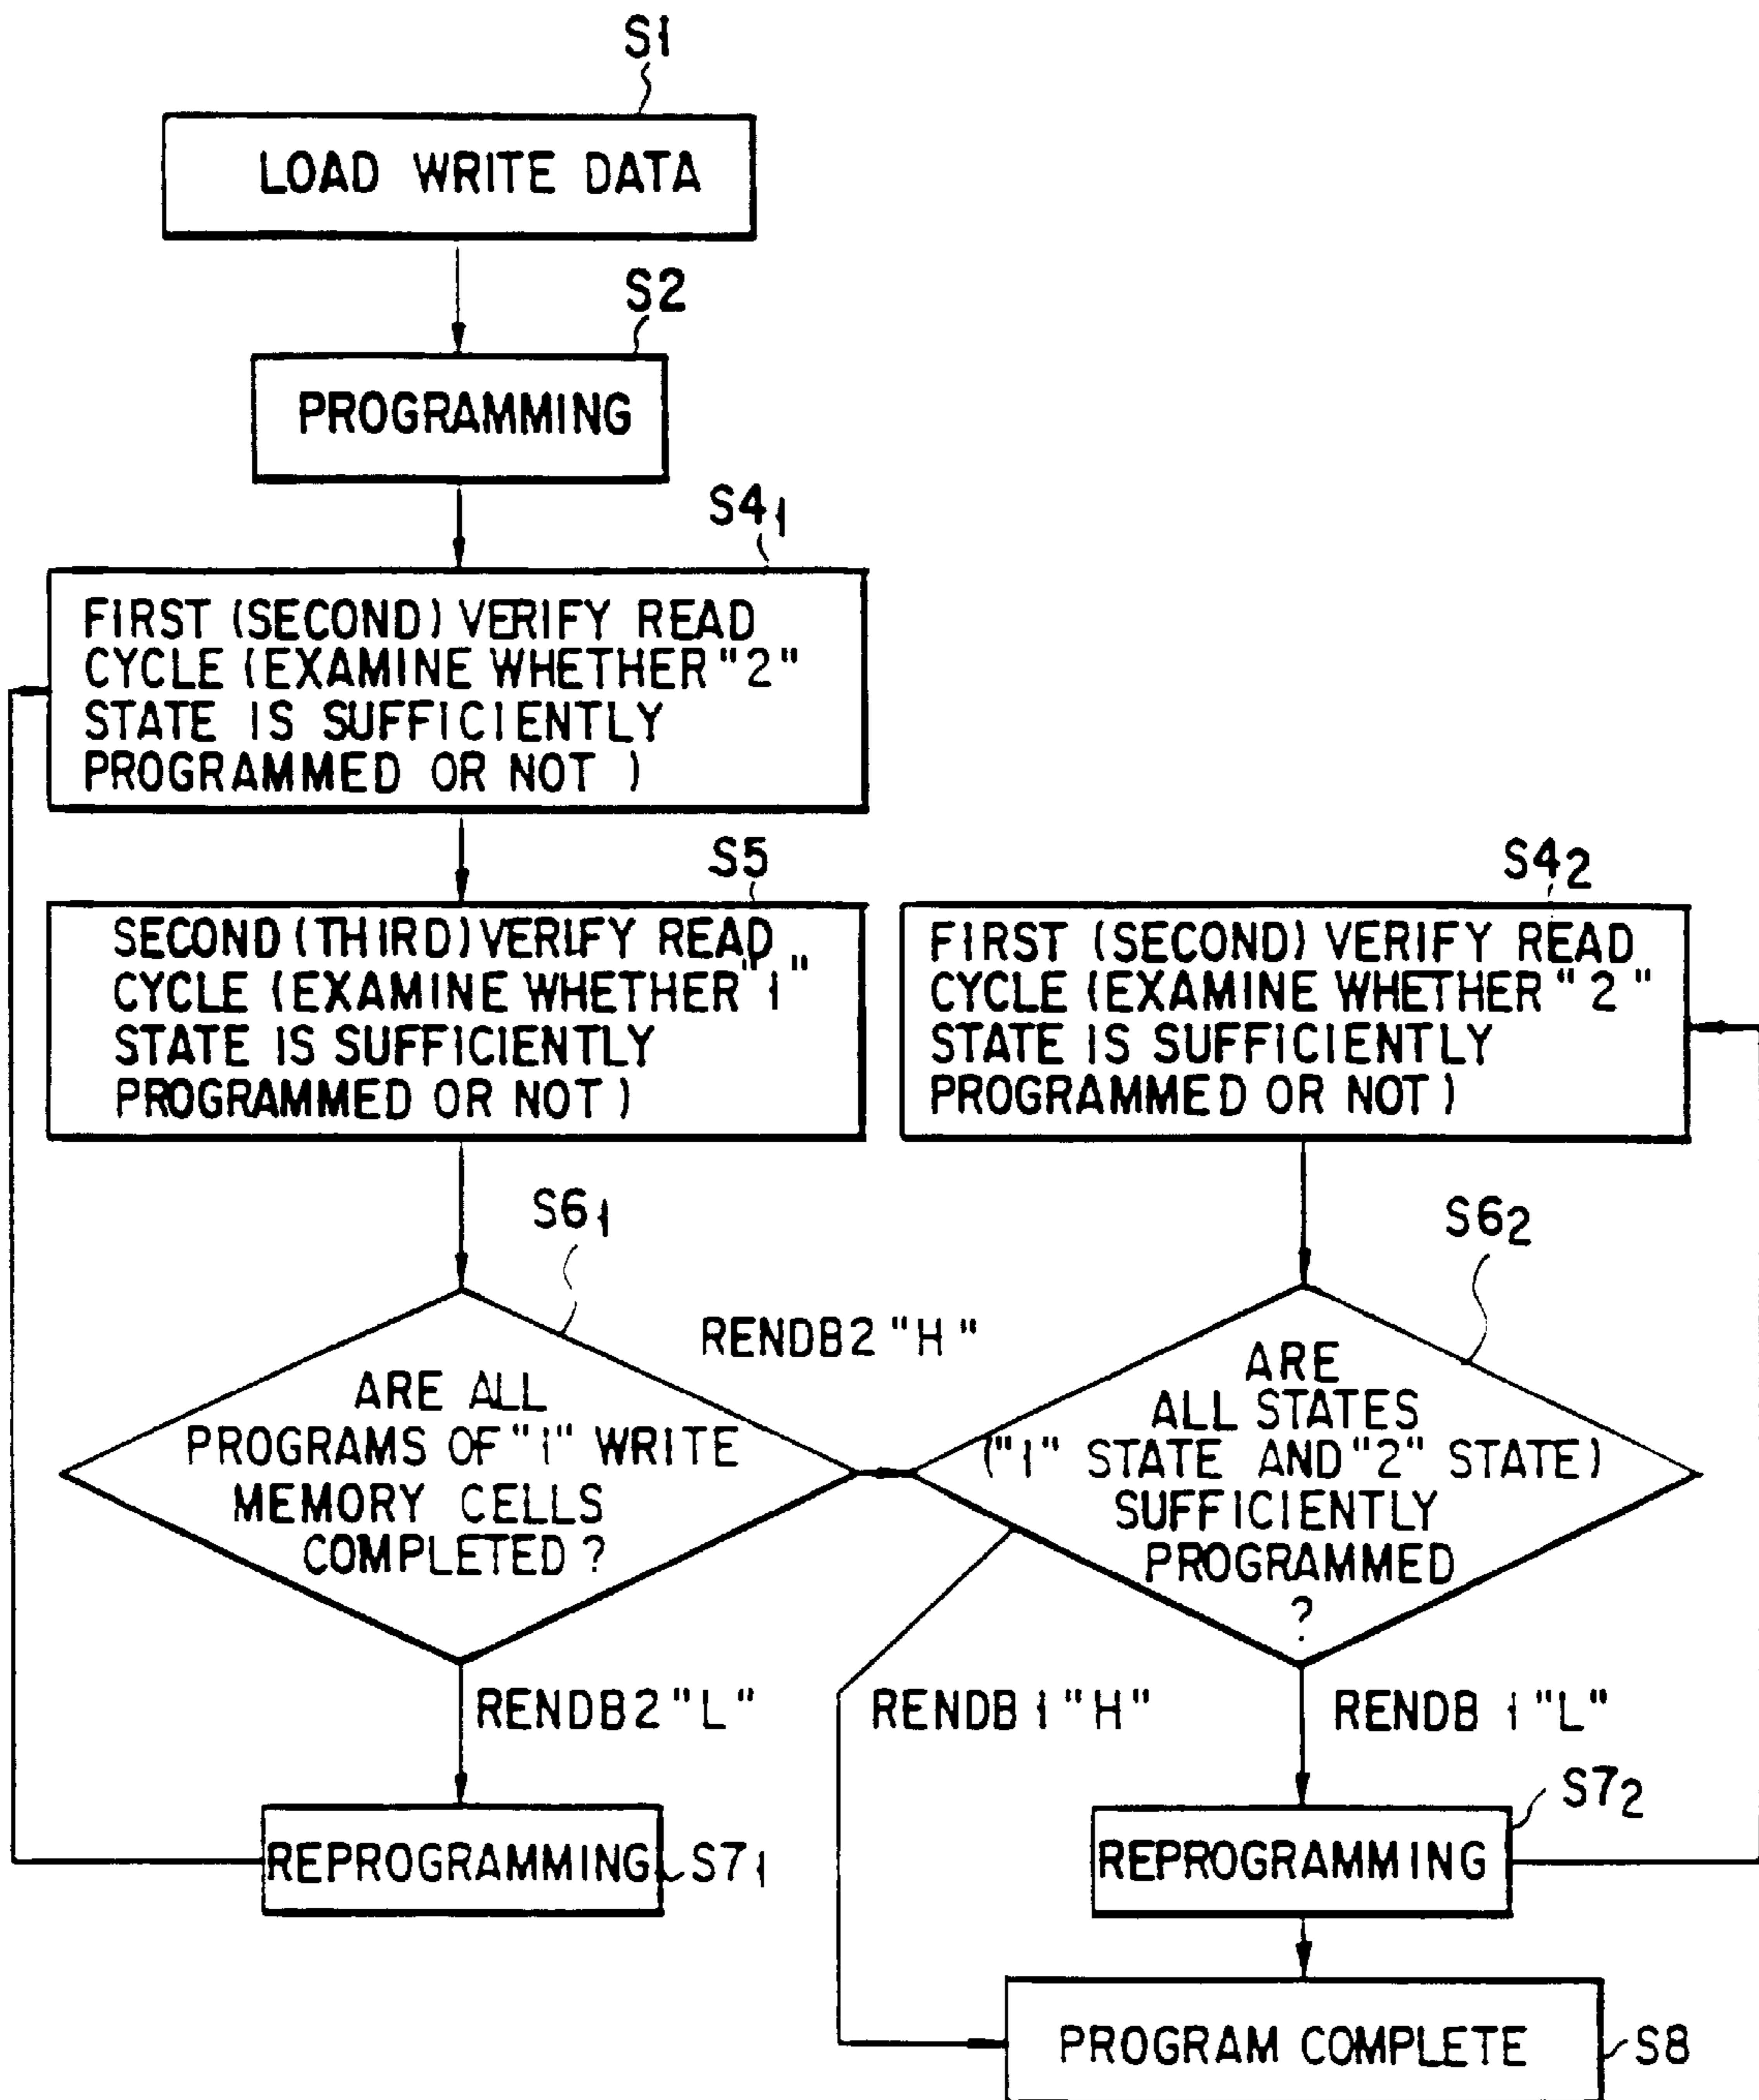 S1
LOAD WRITE DATA
S2
PROGRAMMING
S41
FIRST (SECOND) VERIFY READ
CYCLE (EXAMINE WHETHER "2"
STATE IS SUFFICIENTLY
PROGRAMMED OR NOT )
S5
SECOND (THIRD) VERIFY READ
CYCLE (EXAMINE WHETHER "1"
STATE IS SUFFICIENTLY
PROGRAMMED OR NOT )
S42
FIRST (SECOND) VERIFY READ
CYCLE (EXAMINE WHETHER "2"
STATE IS SUFFICIENTLY
PROGRAMMED OR NOT )
S61
ARE ALL
PROGRAMS OF "1" WRITE
MEMORY CELLS
COMPLETED ?
RENDB2 "H"
S62
ARE
ALL STATES
("1" STATE AND "2" STATE)
SUFFICIENTLY
PROGRAMMED
?
RENDB2 "L"
RENDB 1 "H"
RENDB 1 "L"
REPROGRAMMING
S71
REPROGRAMMING
S72
PROGRAM COMPLETE
S8